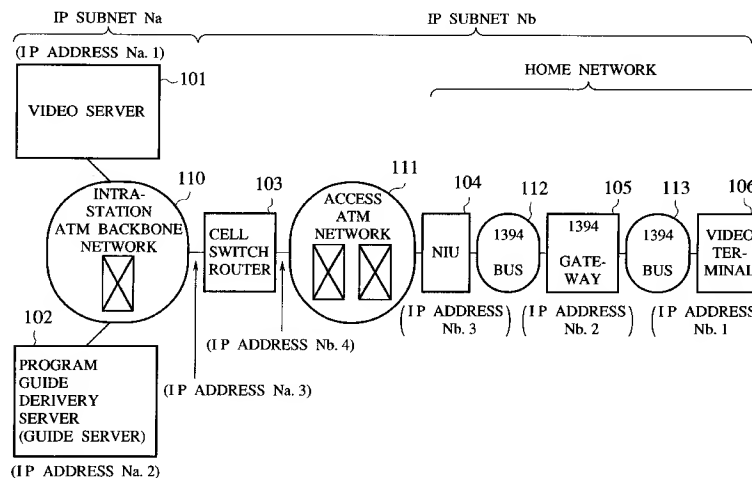 IP SUBNET Na
IP SUBNET Nb
(IP ADDRESS Na. 1)
HOME NETWORK
101
VIDEO SERVER
110
103
111
104
112
105
113
106
INTRA-
STATION
ATM BACKBONE
NETWORK
CELL
SWITCH
ROUTER
ACCESS
ATM
NETWORK
NIU
1394
BUS
1394
GATE-
WAY
1394
BUS
VIDEO
TER-
MINAL
102
(IP ADDRESS
Nb. 3)
(IP ADDRESS
Nb. 2)
(IP ADDRESS
Nb. 1)
(IP ADDRESS Nb. 4)
PROGRAM
GUIDE
DERIVERY
SERVER
(GUIDE SERVER)
(IP ADDRESS Na. 3)
(IP ADDRESS Na. 2)